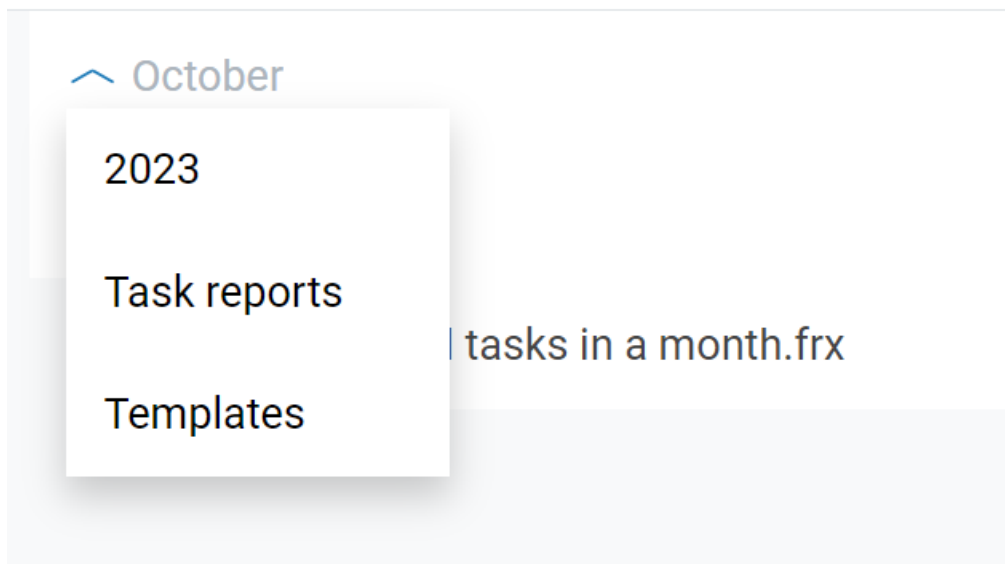 October
2023
Task reports
tasks in a month.frx
Templates